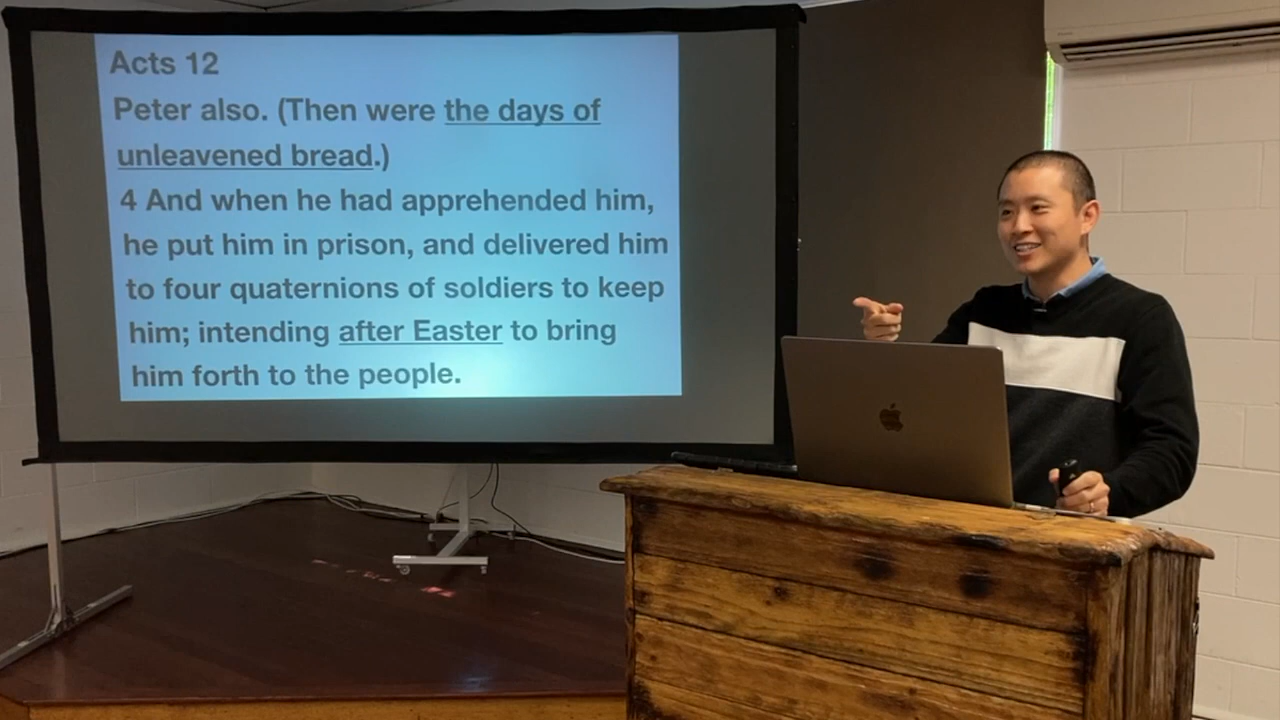 Acts 12
Peter also. (Then were the days of
unleavened bread.)
4 And when he had apprehended him,
he put him in prison, and delivered him
to four quaternions of soldiers to keep
him; intending after Easter to bring
him forth to the people.